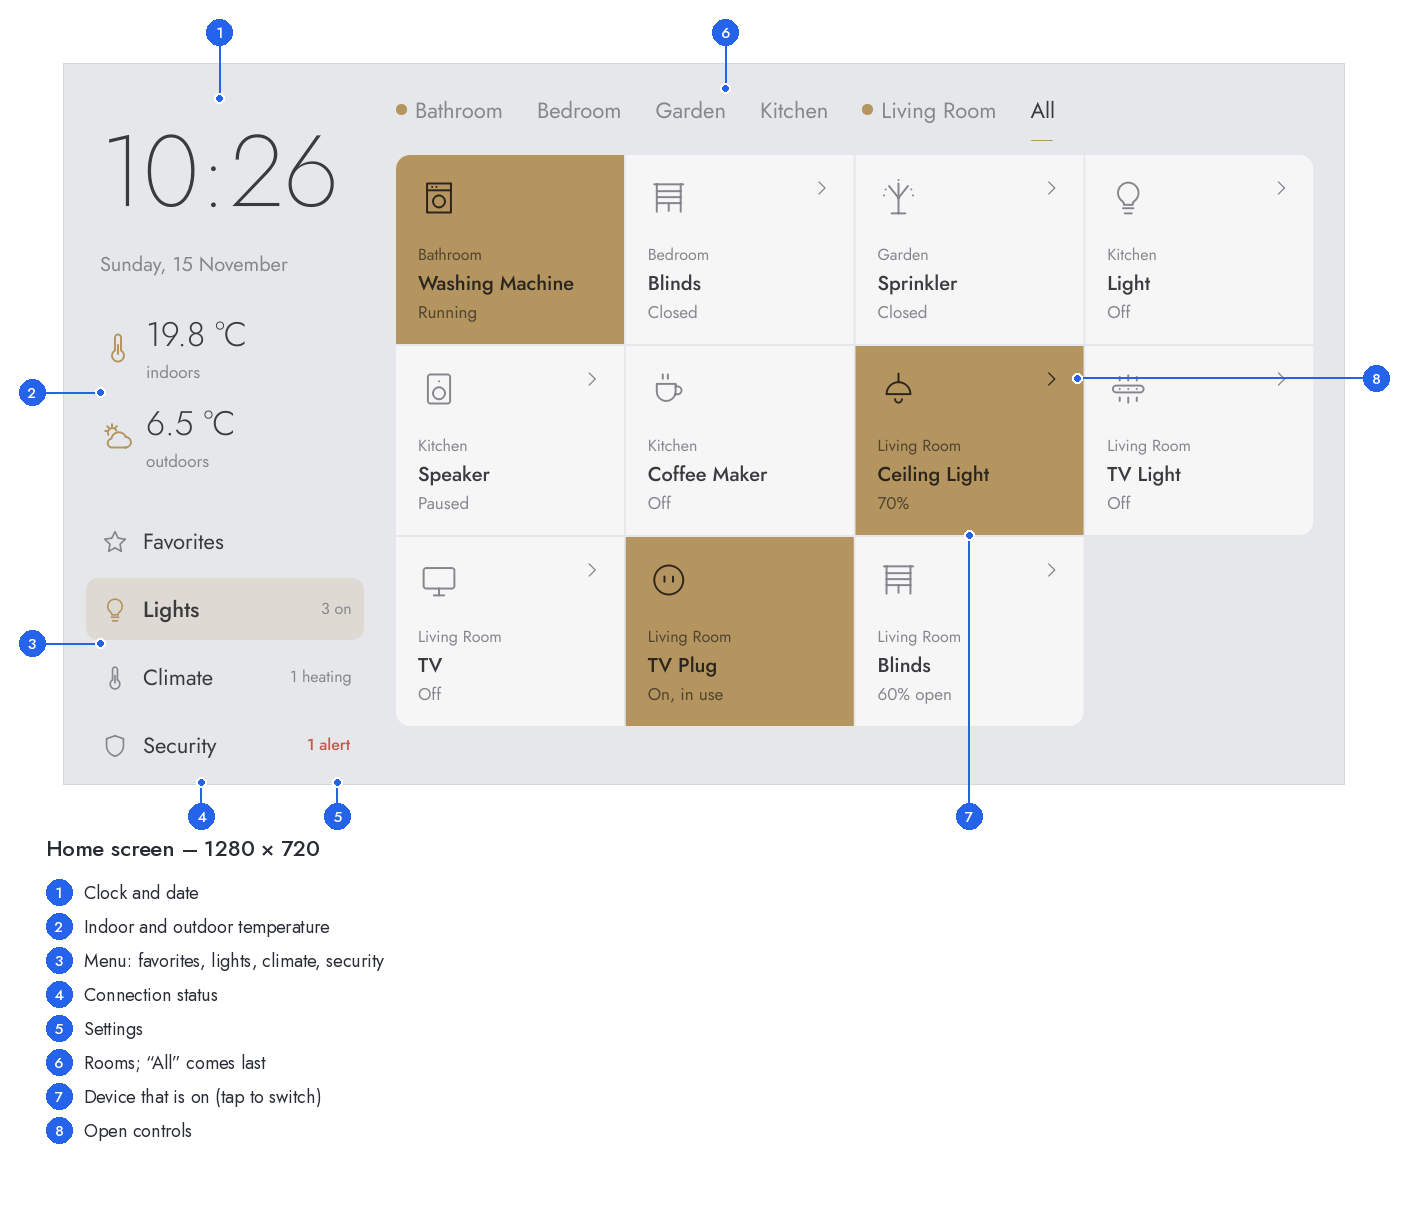 1
6
10:26
Sunday, 15 November
19.8 °C
indoors
2
6.5 °C
outdoors
Favorites
Lights 3 on
3
Climate 1 heating
Security 1 alert
4
5
Bathroom Bedroom Garden Kitchen Living Room All
Bathroom
Washing Machine
Running
Bedroom
Blinds
Closed
Garden
Sprinkler
Closed
Kitchen
Light
Off
Kitchen
Speaker
Paused
Kitchen
Coffee Maker
Off
Living Room
Ceiling Light
70%
Living Room
TV Light
Off
8
Living Room
TV
Off
Living Room
TV Plug
On, in use
Living Room
Blinds
60% open
7
Home screen – 1280 × 720
1 Clock and date
2 Indoor and outdoor temperature
3 Menu: favorites, lights, climate, security
4 Connection status
5 Settings
6 Rooms; “All” comes last
7 Device that is on (tap to switch)
8 Open controls